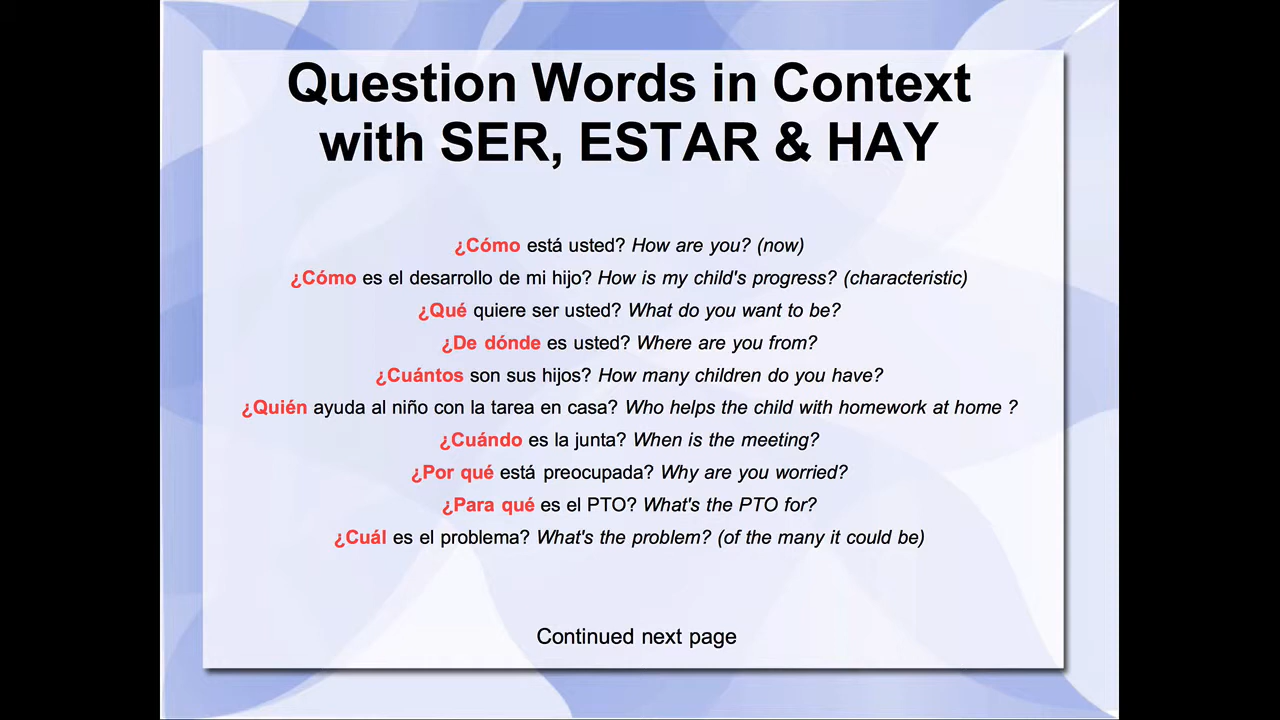 Question Words in Context
with SER, ESTAR & HAY
¿Cómo está usted? How are you? (now)
¿Cómo es el desarrollo de mi hijo? How is my child's progress? (characteristic)
¿Qué quiere ser usted? What do you want to be?
¿De dónde es usted? Where are you from?
¿Cuántos son sus hijos? How many children do you have?
¿Quién ayuda al niño con la tarea en casa? Who helps the child with homework at home ?
¿Cuándo es la junta? When is the meeting?
¿Por qué está preocupada? Why are you worried?
¿Para qué es el PTO? What's the PTO for?
¿Cuál es el problema? What's the problem? (of the many it could be)
Continued next page